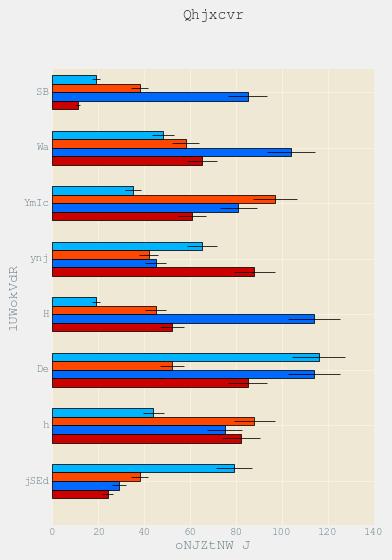 Qhjxcvr
SB
Wa
YmIc
ynj
H
De
h
jSEd
lUWokVdR
0 20 40 60 80 100 120 140
oNJZtNW J